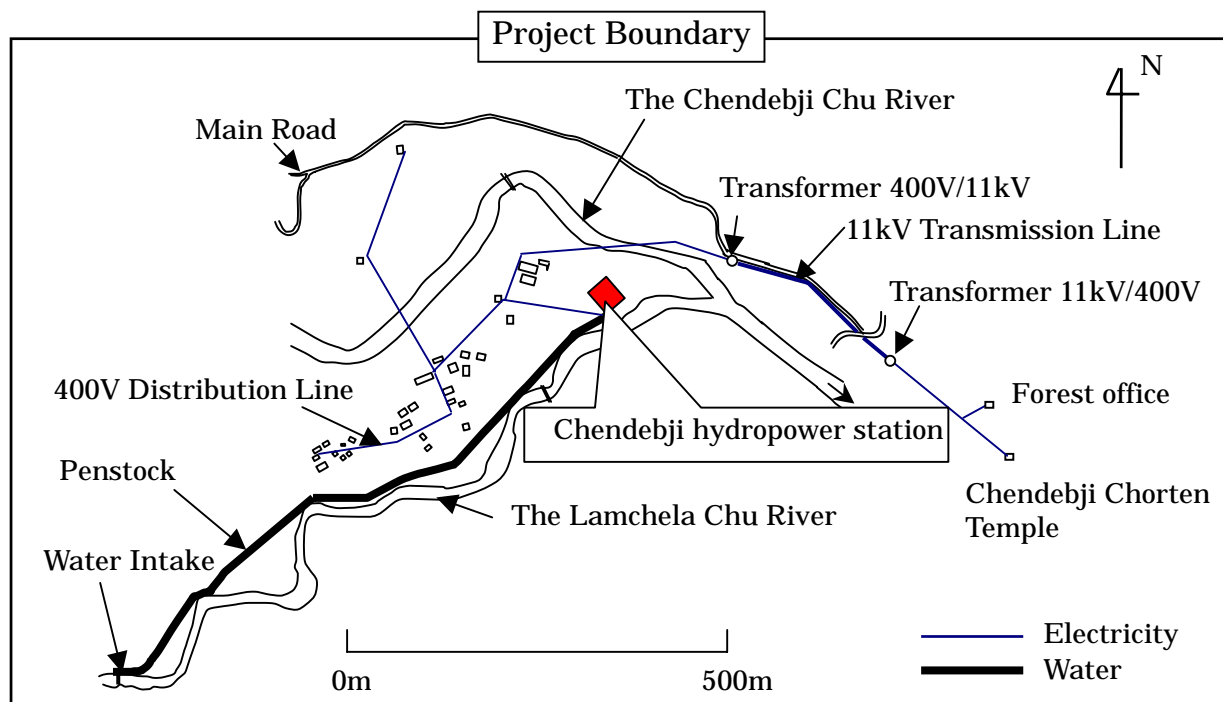 Project Boundary
N
The Chendebji Chu River
Main Road
Transformer 400V/11kV
11kV Transmission Line
Transformer 11kV/400V
400V Distribution Line
Forest office
Chendebji hydropower station
Penstock
The Lamchela Chu River
Chendebji Chorten
Temple
Water Intake
Electricity
Water
0m
500m